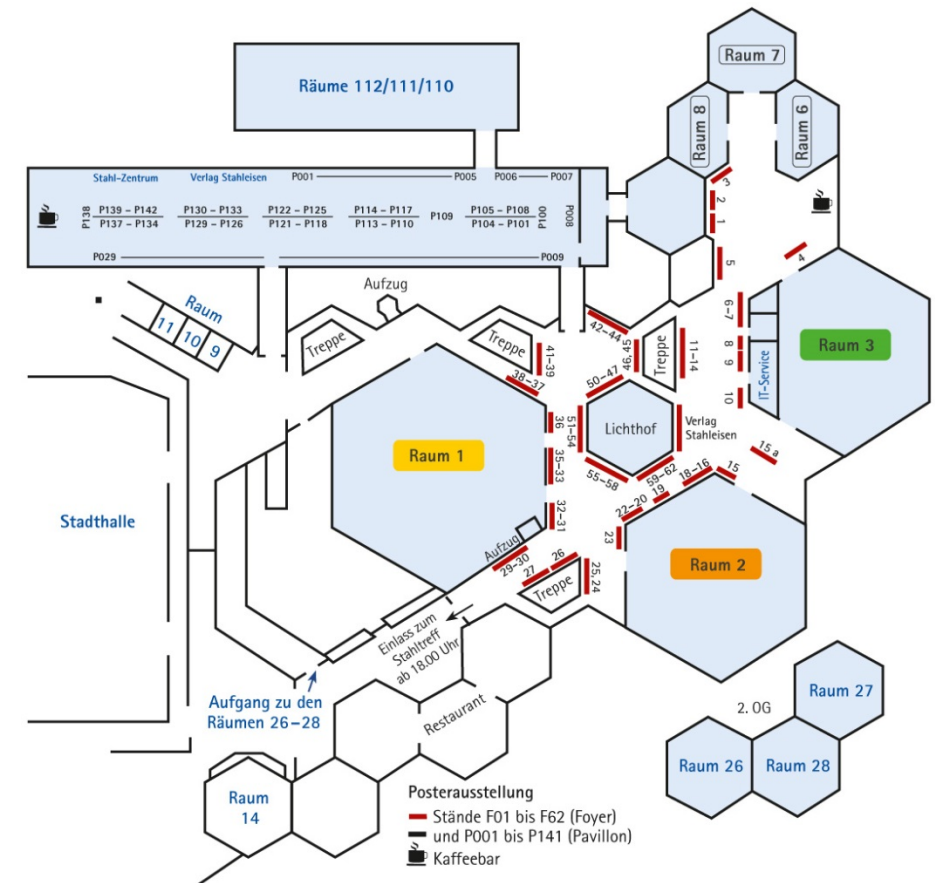 Raum 7
Raum 8
Raum 6
Räume 112/111/110
Stahl-Zentrum
Verlag Stahleisen
P001
P005
P006
P007
P138
P139 – P142
P137 – P134
P130 – P133
P129 – P126
P122 – P125
P121 – P118
P114 – P117
P113 – P110
P109
P105 – P108
P104 – P101
P100
P008
P029
P009
3
2
1
5
4
Raum
11
10
9
Aufzug
Treppe
Treppe
41–39
38–37
42–44
46, 45
Treppe
11–14
6–7
8
9
10
IT-Service
Raum 3
50–47
51–54
Lichthof
Verlag
Stahleisen
55–58
59–62
36
35–33
32–31
Raum 1
15 a
15
18–16
19
22–20
23
Raum 2
Stadthalle
Aufzug
29–30
27
26
25, 24
Treppe
Einlass zum
Stahltreff
ab 18.00 Uhr
Aufgang zu den
Räumen 26–28
Restaurant
2. OG
Raum 27
Raum 26
Raum 28
Raum
14
Posterausstellung
Stände F01 bis F62 (Foyer)
und P001 bis P141 (Pavillon)
Kaffeebar